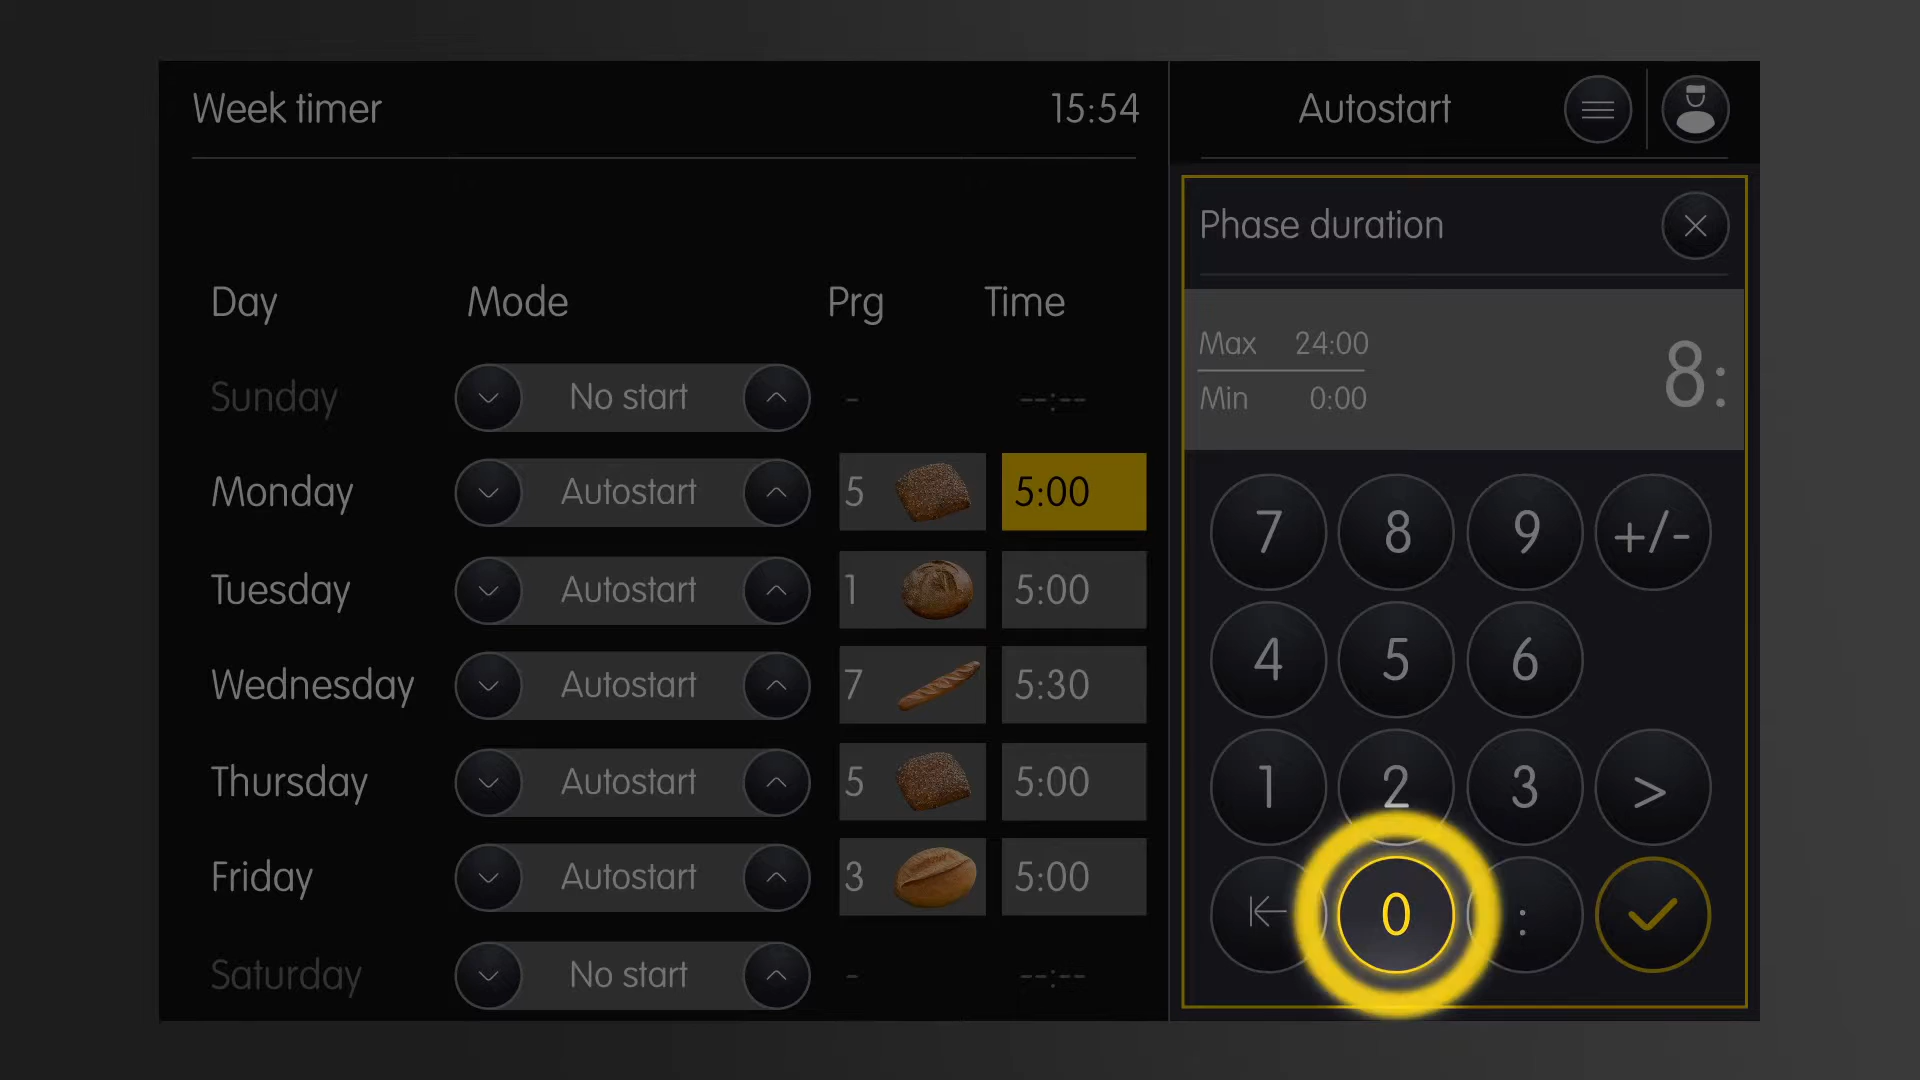 Week timer 15:54
Day Mode Prg Time
Sunday No start - --:--
Monday Autostart 5 5:00
Tuesday Autostart 1 5:00
Wednesday Autostart 7 5:30
Thursday Autostart 5 5:00
Friday Autostart 3 5:00
Saturday No start - --:--
Autostart
Phase duration
Max 24:00
8:
Min 0:00
7 8 9 +/-
4 5 6
1 2 3 >
0 :